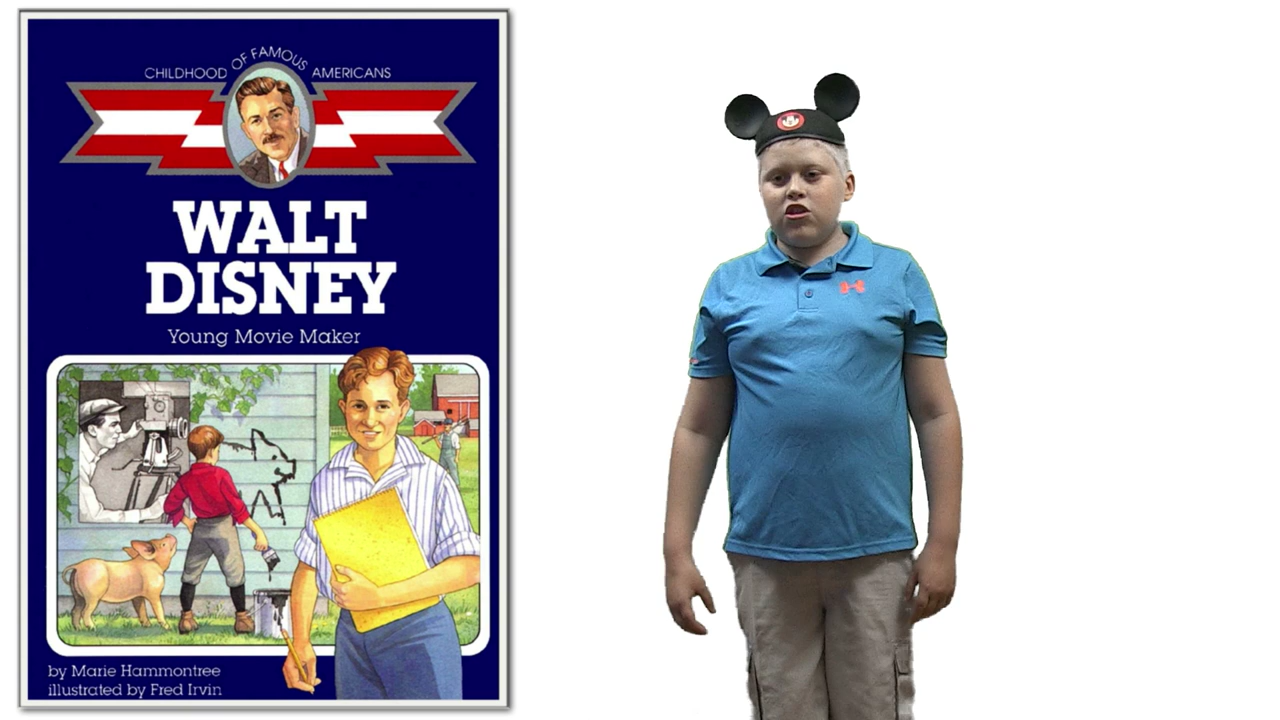 CHILDHOOD OF FAMOUS AMERICANS
WALT
DISNEY
Young Movie Maker
by Marie Hammontree
illustrated by Fred Irvin